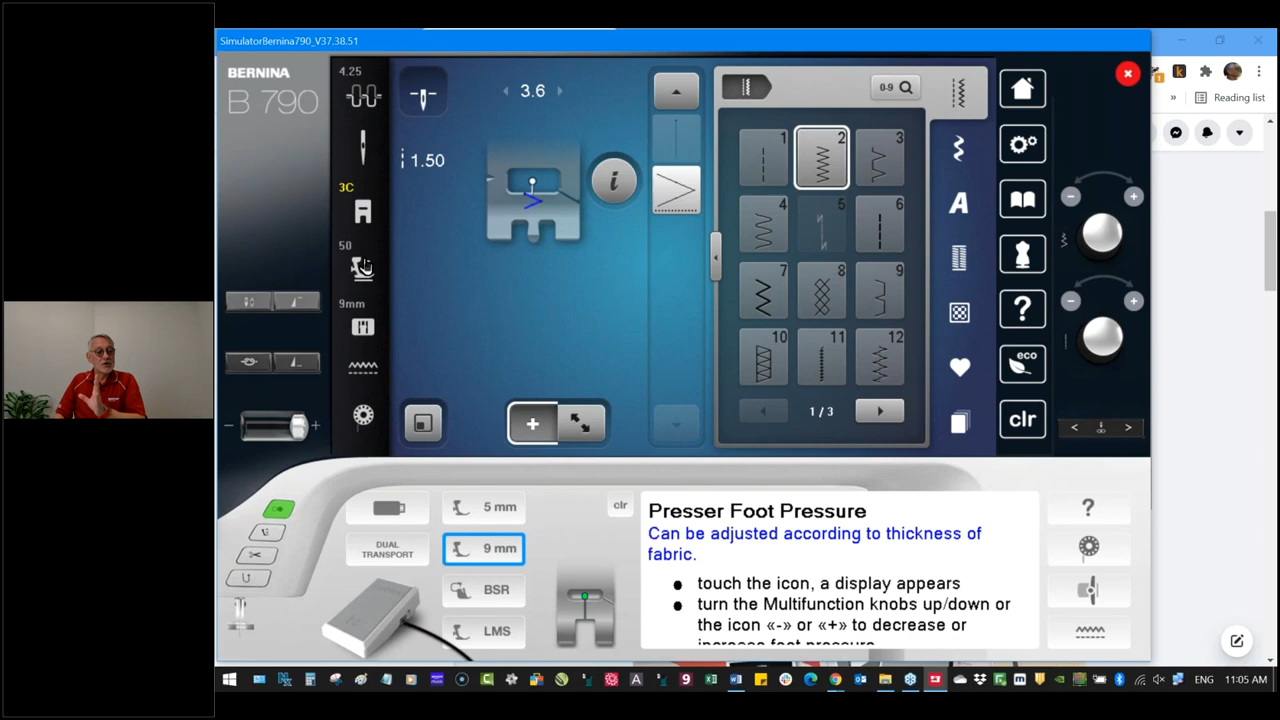 SimulatorBernina790_V37.38.51
BERNINA
B 790
4.25
3.6
1.50
3C
50
9mm
0-9
1
2
3
4
5
6
7
8
9
10
11
12
1 / 3
A
i
?
eco
clr
Reading list
5 mm
9 mm
DUAL
TRANSPORT
BSR
LMS
clr
Presser Foot Pressure
Can be adjusted according to thickness of
fabric.
touch the icon, a display appears
turn the Multifunction knobs up/down or
the icon «-» or «+» to decrease or
increase foot pressure
?
ENG
11:05 AM